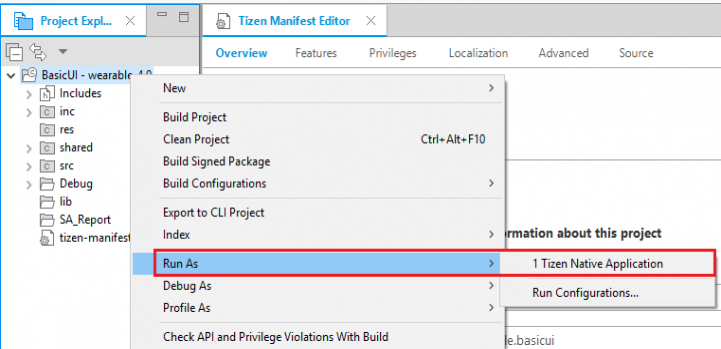 Project Expl...
Tizen Manifest Editor
Overview Features Privileges Localization Advanced Source
BasicUI - wearable-4.0
Includes
inc
res
shared
src
Debug
lib
SA_Report
tizen-manifest
New
Build Project
Clean Project Ctrl+Alt+F10
Build Signed Package
Build Configurations
Export to CLI Project
Index
Run As
Debug As
Profile As
Check API and Privilege Violations With Build
ormation about this project
1 Tizen Native Application
Run Configurations...
le.basicui